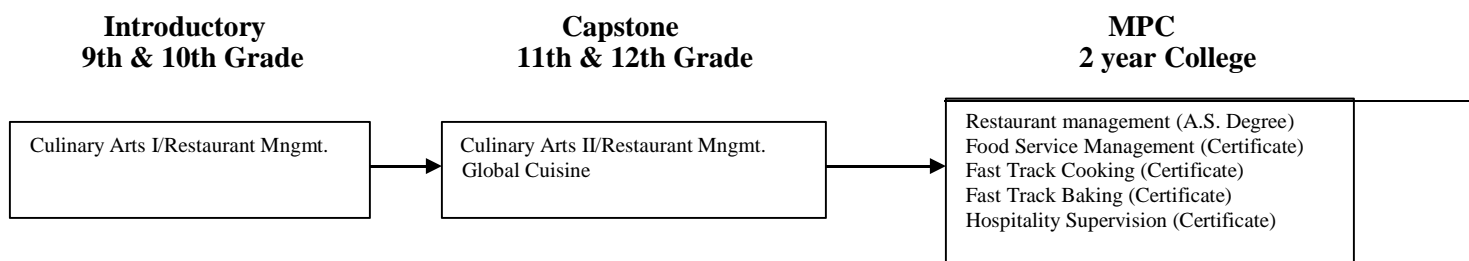 Introductory
9th & 10th Grade
Capstone
11th & 12th Grade
MPC
2 year College
Culinary Arts I/Restaurant Mngmt.
Culinary Arts II/Restaurant Mngmt.
Global Cuisine
Restaurant management (A.S. Degree)
Food Service Management (Certificate)
Fast Track Cooking (Certificate)
Fast Track Baking (Certificate)
Hospitality Supervision (Certificate)